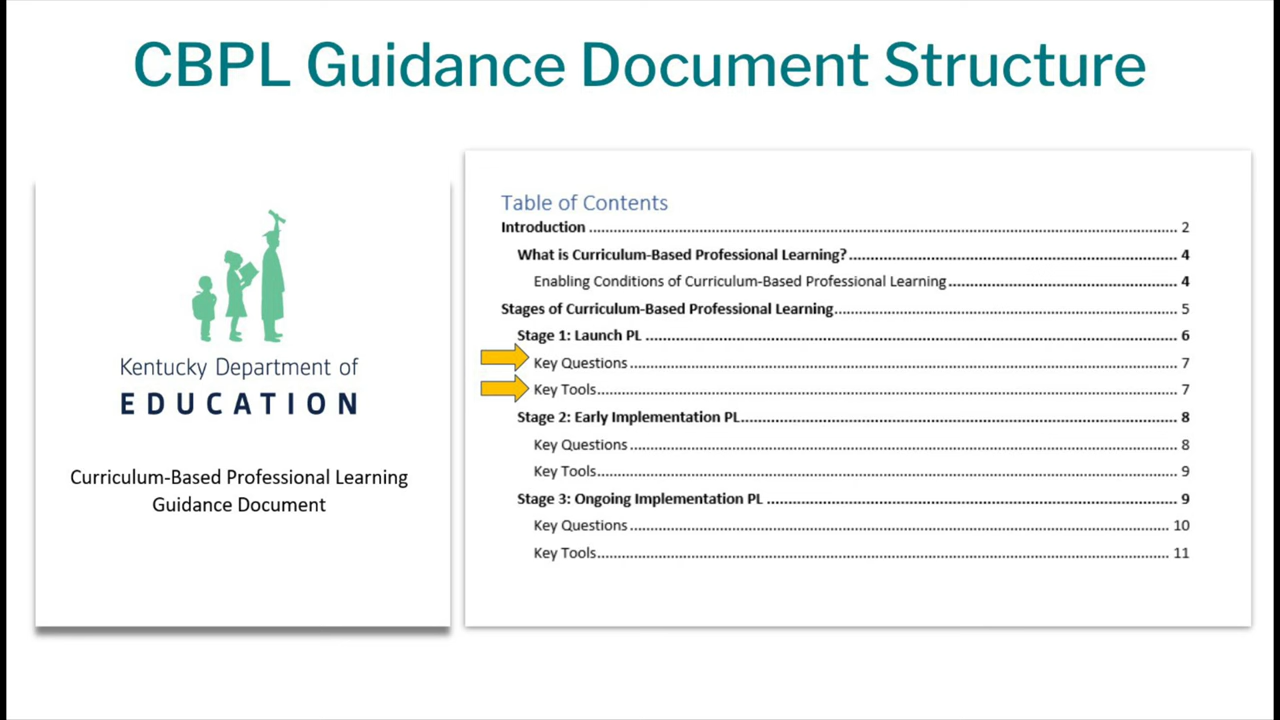 CBPL Guidance Document Structure
Kentucky Department of
EDUCATION
Curriculum-Based Professional Learning
Guidance Document
Table of Contents
Introduction ........ 2
What is Curriculum-Based Professional Learning? ........ 4
Enabling Conditions of Curriculum-Based Professional Learning ........ 4
Stages of Curriculum-Based Professional Learning ........ 5
Stage 1: Launch PL ........ 6
Key Questions ........ 7
Key Tools ........ 7
Stage 2: Early Implementation PL ........ 8
Key Questions ........ 8
Key Tools ........ 9
Stage 3: Ongoing Implementation PL ........ 9
Key Questions ........ 10
Key Tools ........ 11